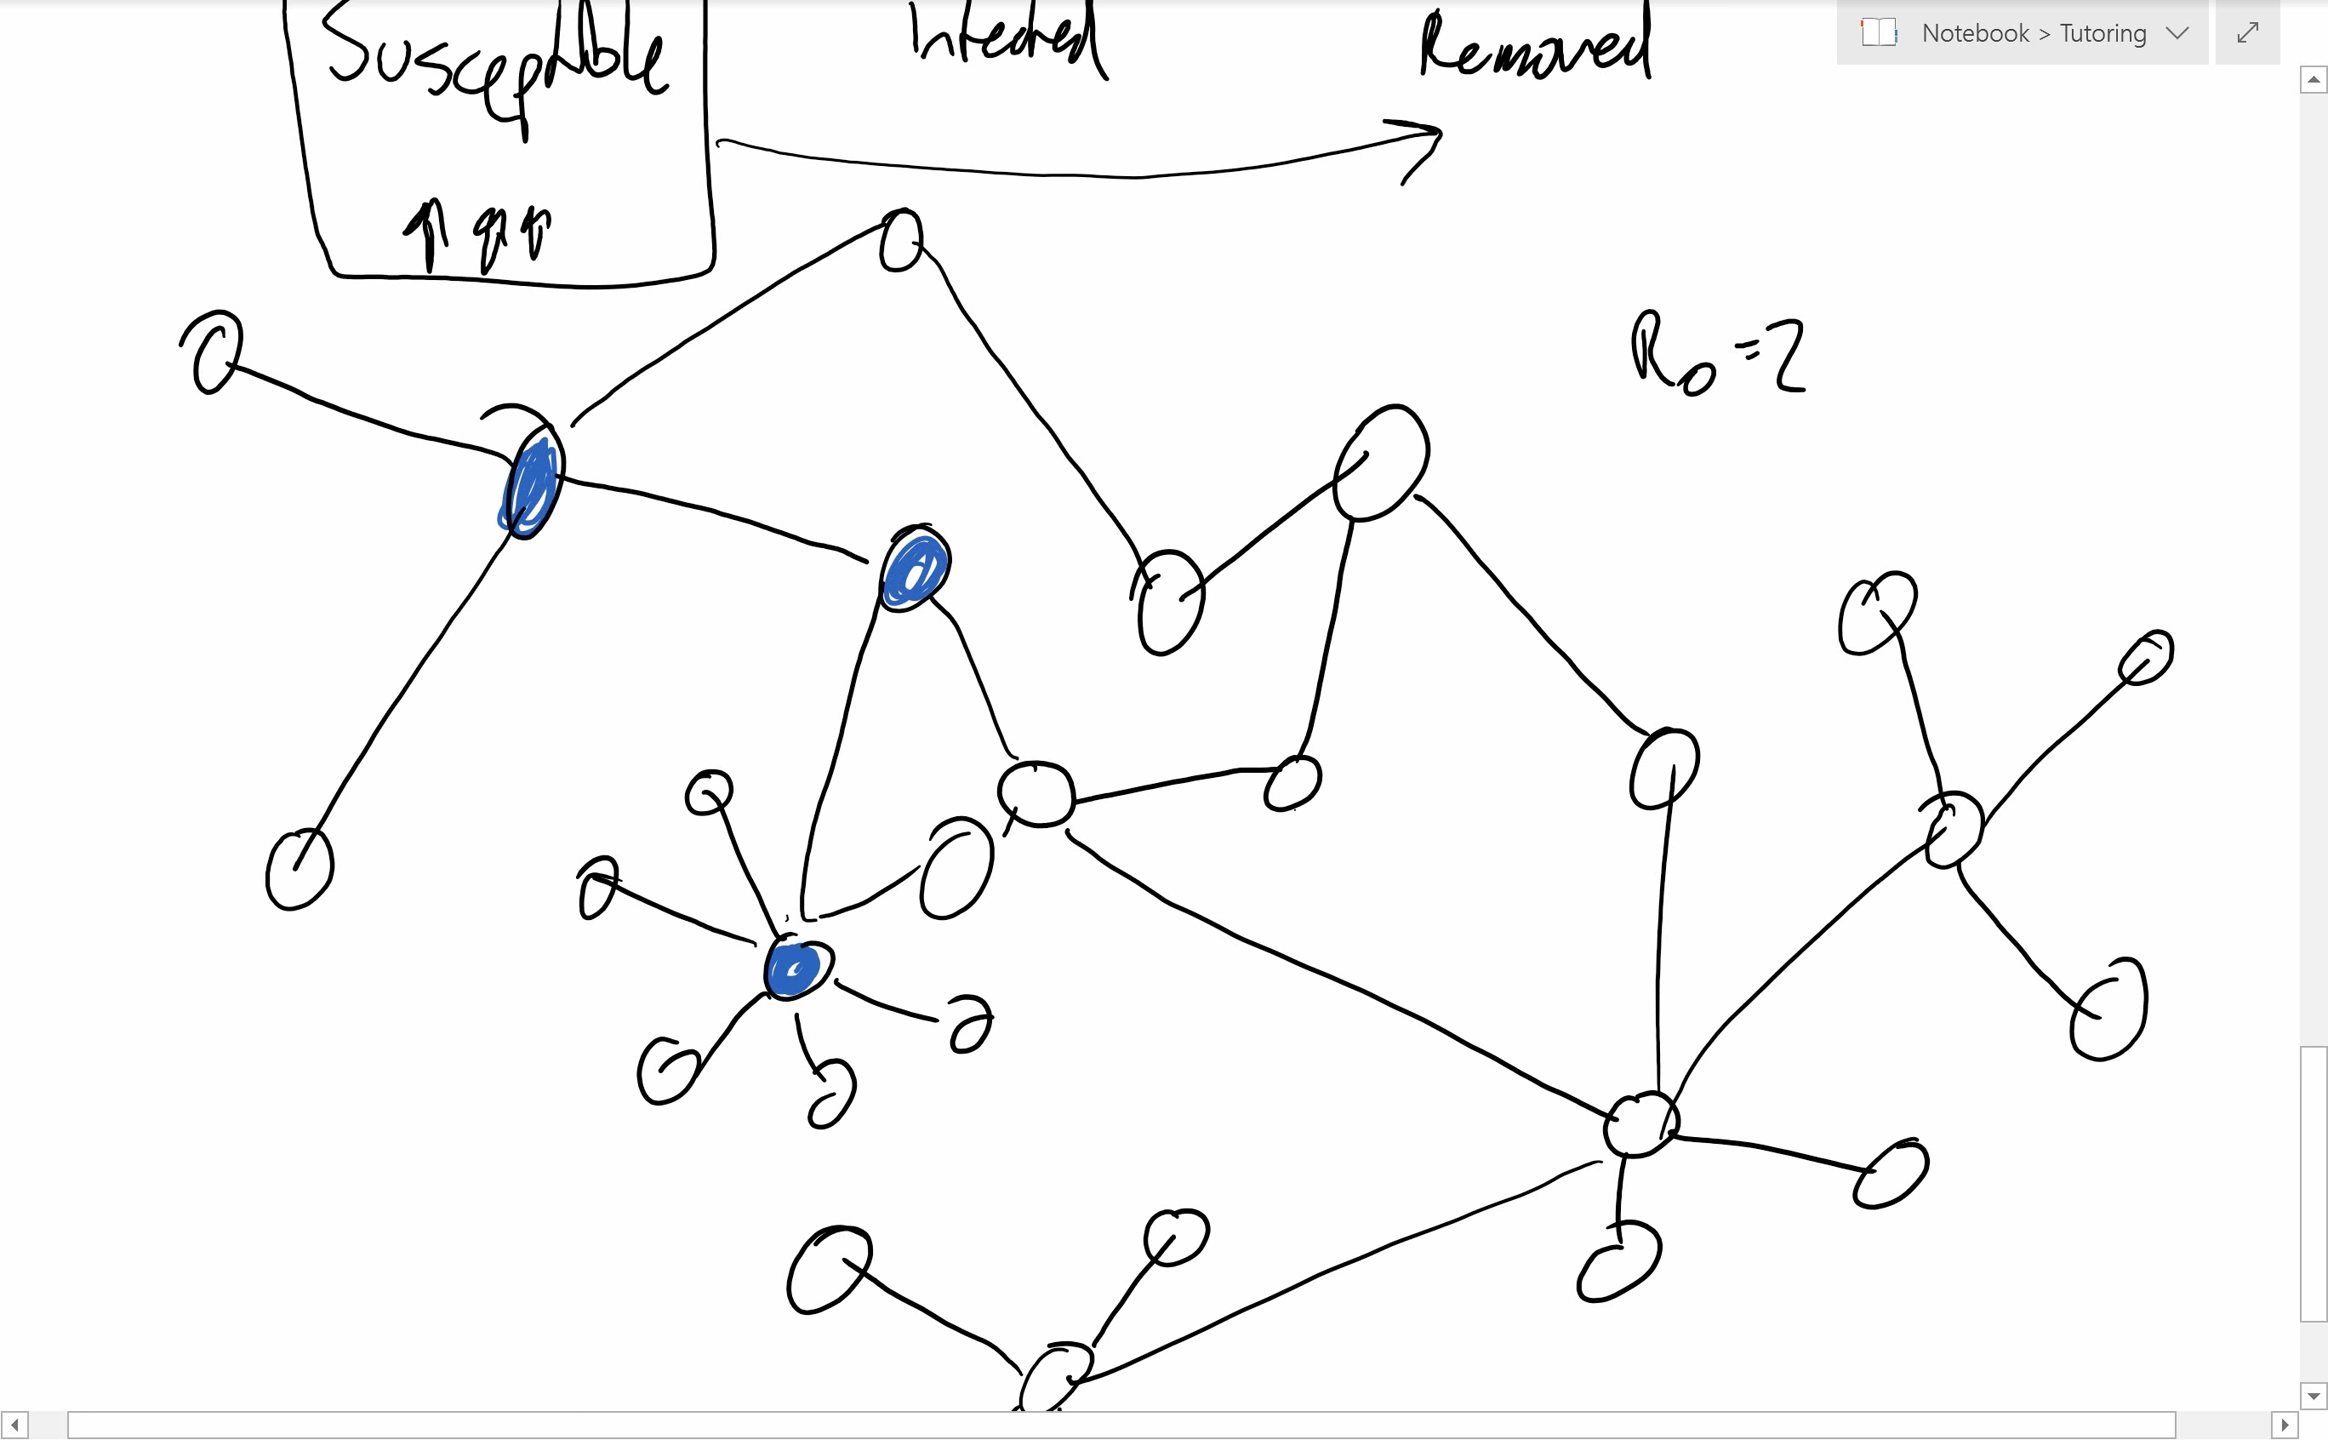 Susceptible Infected Removed
Notebook > Tutoring
R₀ = 2